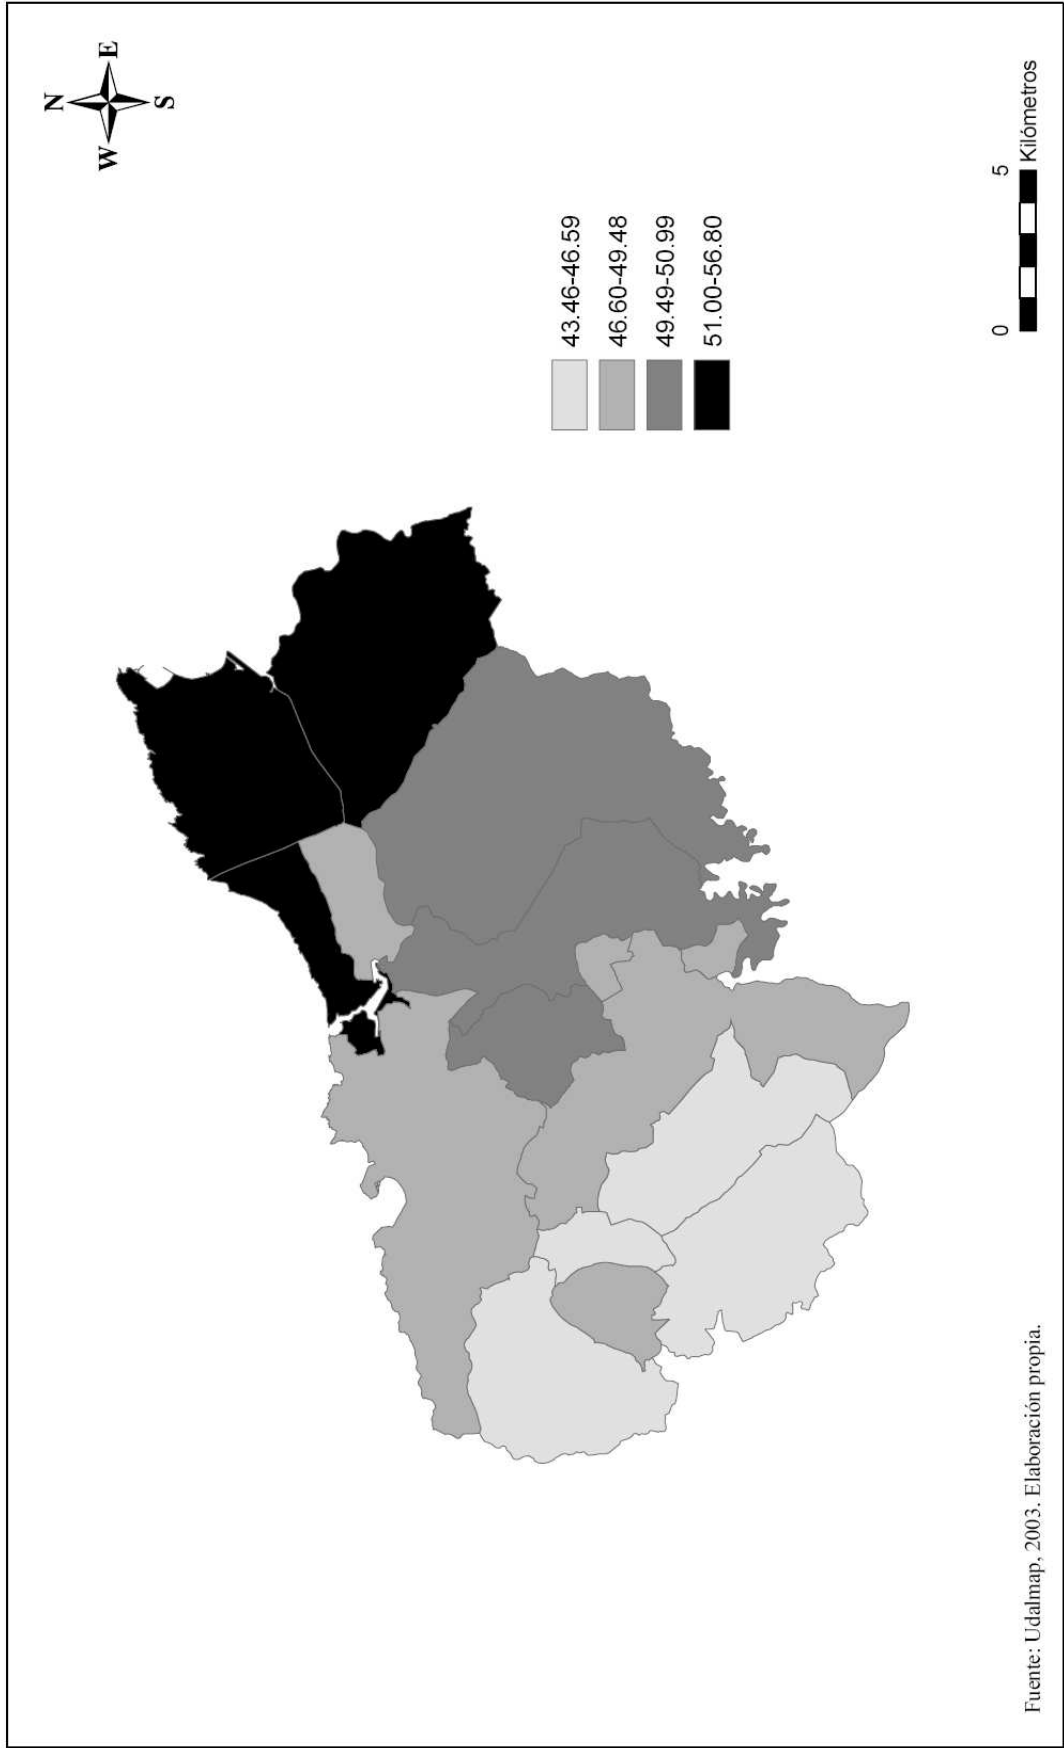 N
W E
S
43.46-46.59
46.60-49.48
49.49-50.99
51.00-56.80
0 5
Kilómetros
Fuente: Udalmap, 2003. Elaboración propia.